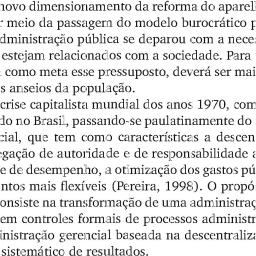 novo dimensionamento da reforma do aparel
meio da passagem do modelo burocrático p
dministração pública se deparou com a nece
estejam relacionados com a sociedade. Para
como meta esse pressuposto, deverá ser mai
s anseios da população.
crise capitalista mundial dos anos 1970, com
do no Brasil, passando-se paulatinamente do
cial, que tem como características a descen
egação de autoridade e de responsabilidade a
e de desempenho, a otimização dos gastos pú
ntos mais flexíveis (Pereira, 1998). O propó
onsiste na transformação de uma administraç
em controles formais de processos administr
nistração gerencial baseada na descentraliza
sistemático de resultados.